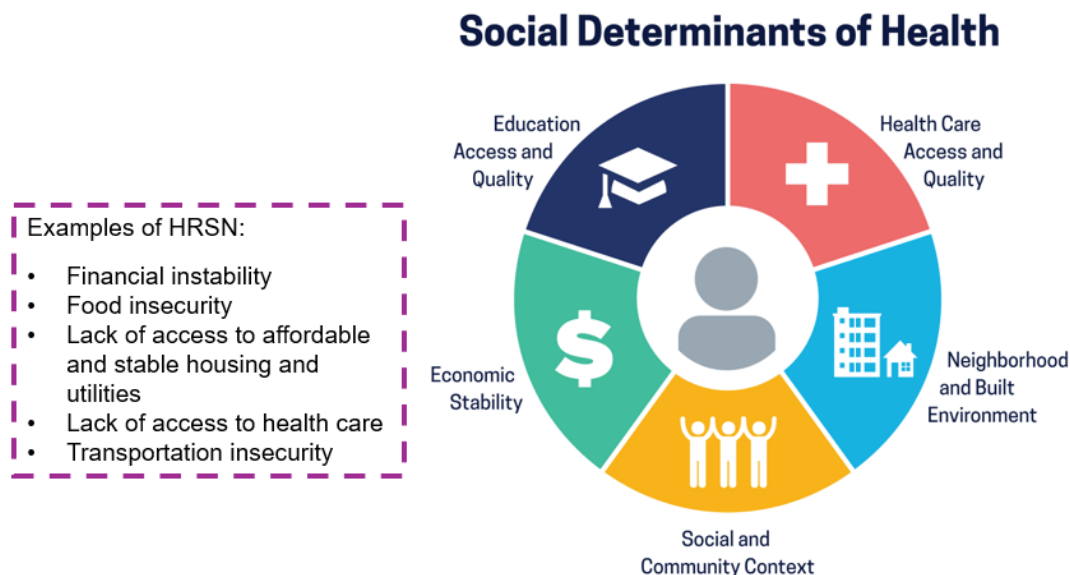 Social Determinants of Health
Education
Access and
Quality
Health Care
Access and
Quality
Examples of HRSN:
• Financial instability
• Food insecurity
• Lack of access to affordable
and stable housing and
utilities
• Lack of access to health care
• Transportation insecurity
Economic
Stability
$
Neighborhood
and Built
Environment
Social and
Community Context